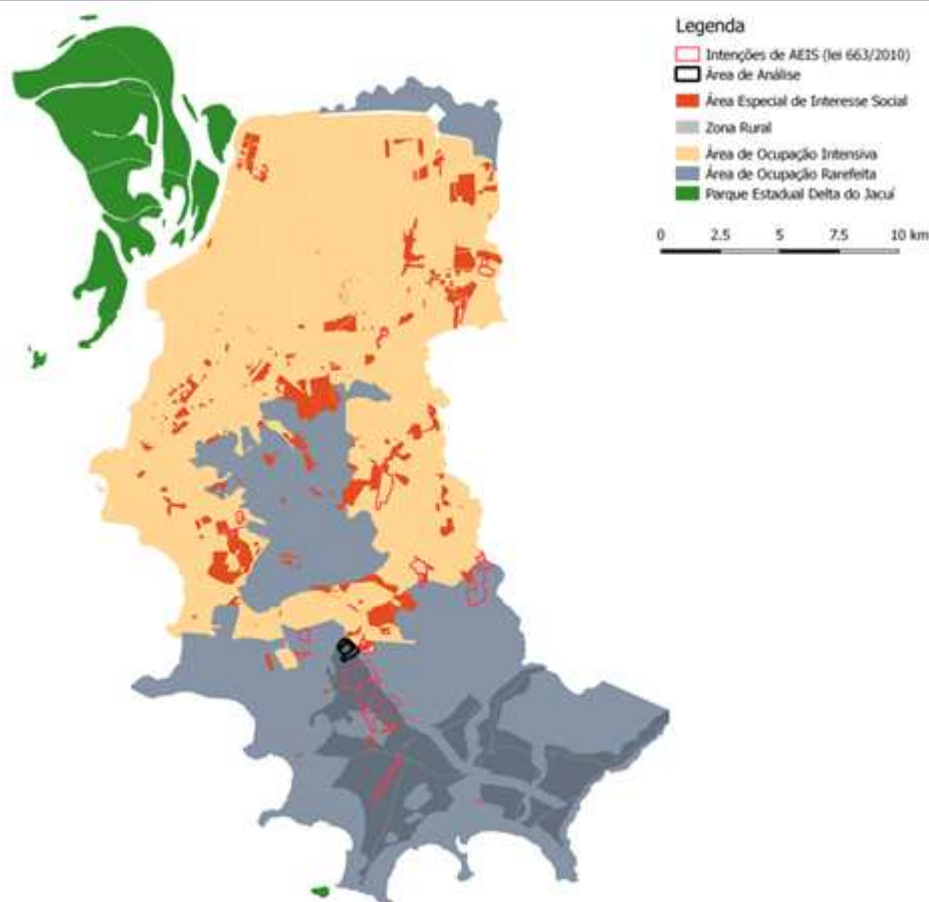 Legenda
Intenções de AEIS (lei 663/2010)
Área de Análise
Área Especial de Interesse Social
Zona Rural
Área de Ocupação Intensiva
Área de Ocupação Rarefeita
Parque Estadual Delta do Jacuí
0 2.5 5 7.5 10 km